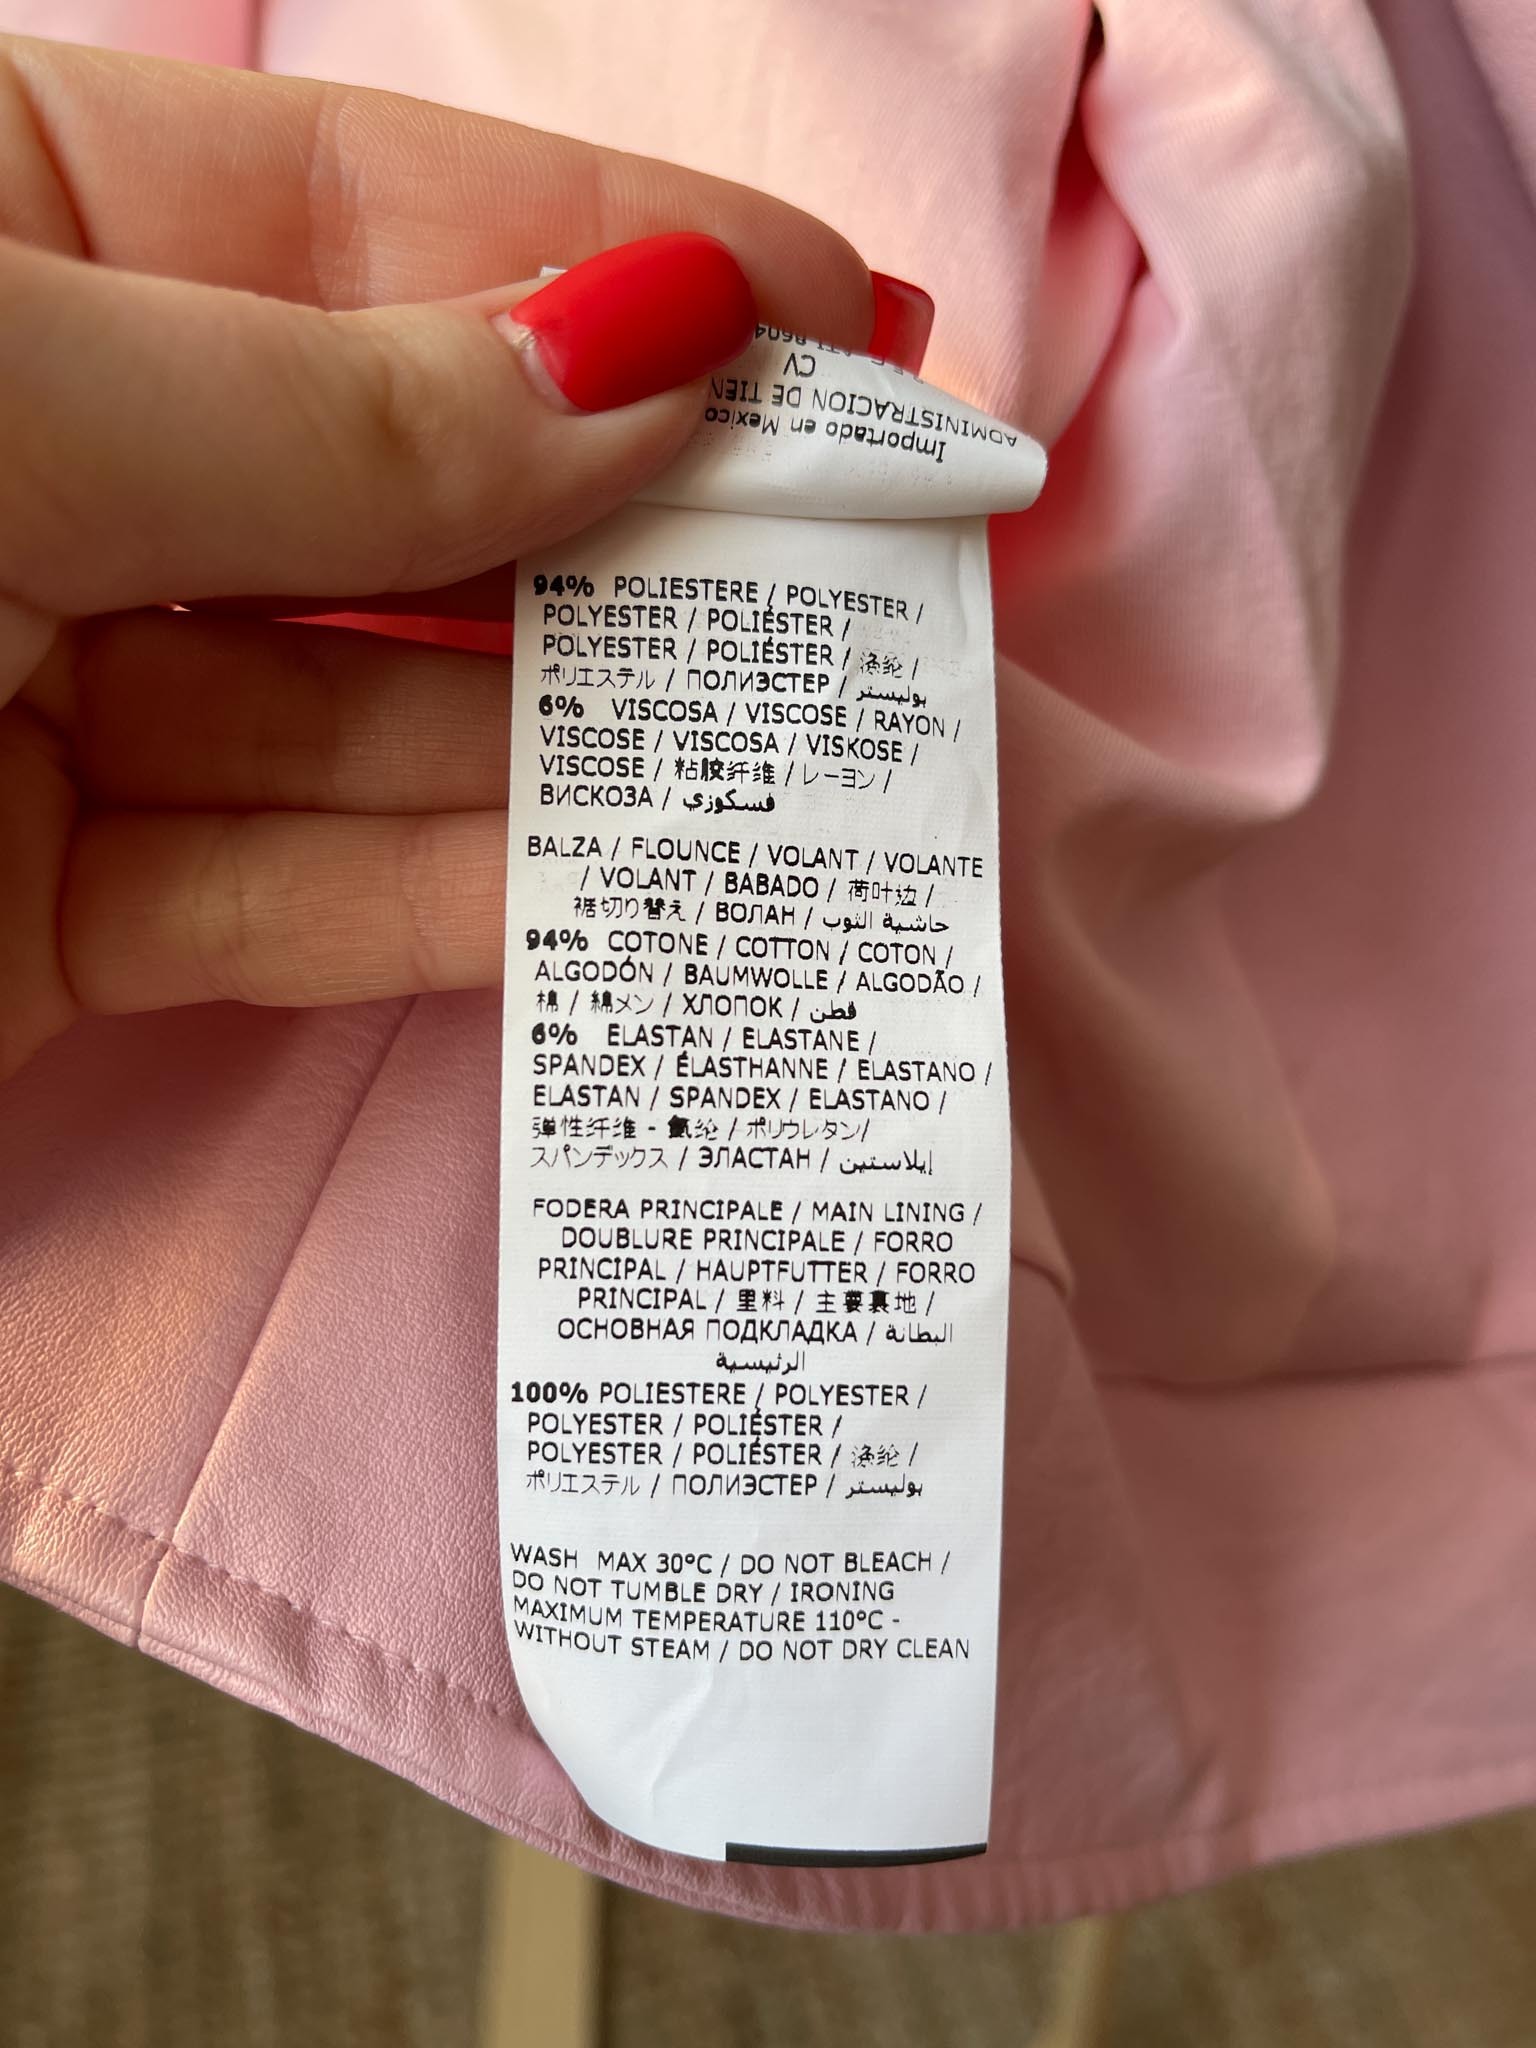 Importado en Mexico
ADMINISTRACION DE TIEN
CV
94% POLIESTERE / POLYESTER /
POLYESTER / POLIÉSTER /
POLYESTER / POLIÉSTER / 涤纶 /
ポリエステル / ПОЛИЭСТЕР / بوليستر
6% VISCOSA / VISCOSE / RAYON /
VISCOSE / VISCOSA / VISKOSE /
VISCOSE / 粘胶纤维 / レーヨン /
ВИСКОЗА / فسكوزي
BALZA / FLOUNCE / VOLANT / VOLANTE
/ VOLANT / BABADO / 荷叶边 /
裾切り替え / ВОЛАН / حاشية الثوب
94% COTONE / COTTON / COTON /
ALGODÓN / BAUMWOLLE / ALGODÃO /
棉 / 綿メン / ХЛОПОК / قطن
6% ELASTAN / ELASTANE /
SPANDEX / ÉLASTHANNE / ELASTANO /
ELASTAN / SPANDEX / ELASTANO /
弹性纤维 - 氨纶 / ポリウレタン/
スパンデックス / ЭЛАСТАН / إيلاستين
FODERA PRINCIPALE / MAIN LINING /
DOUBLURE PRINCIPALE / FORRO
PRINCIPAL / HAUPTFUTTER / FORRO
PRINCIPAL / 里料 / 主要裏地 /
ОСНОВНАЯ ПОДКЛАДКА / البطانة
الرئيسية
100% POLIESTERE / POLYESTER /
POLYESTER / POLIÉSTER /
POLYESTER / POLIÉSTER / 涤纶 /
ポリエステル / ПОЛИЭСТЕР / بوليستر
WASH MAX 30°C / DO NOT BLEACH /
DO NOT TUMBLE DRY / IRONING
MAXIMUM TEMPERATURE 110°C -
WITHOUT STEAM / DO NOT DRY CLEAN